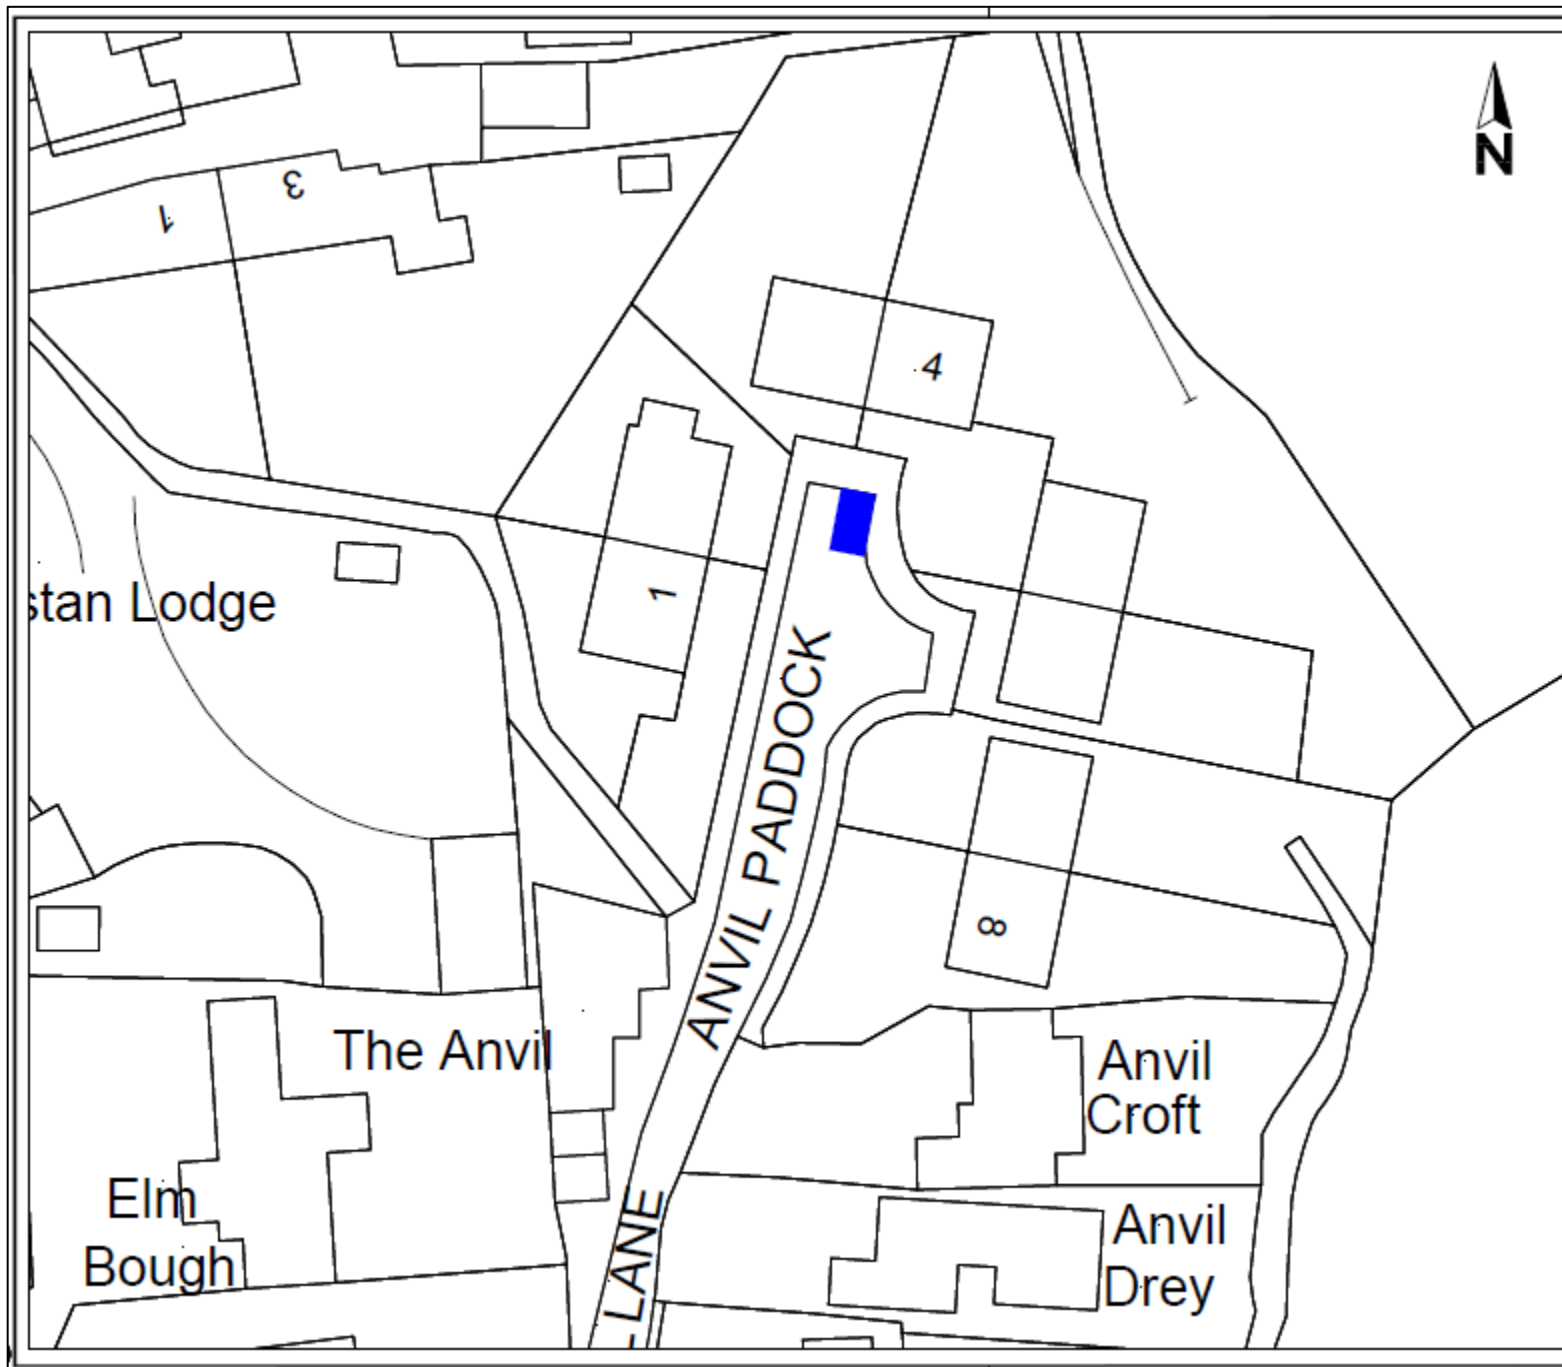 N
3
1
4
stan Lodge
1
ANVIL PADDOCK
8
The Anvil
Anvil
Croft
Elm
Bough
LANE
Anvil
Drey